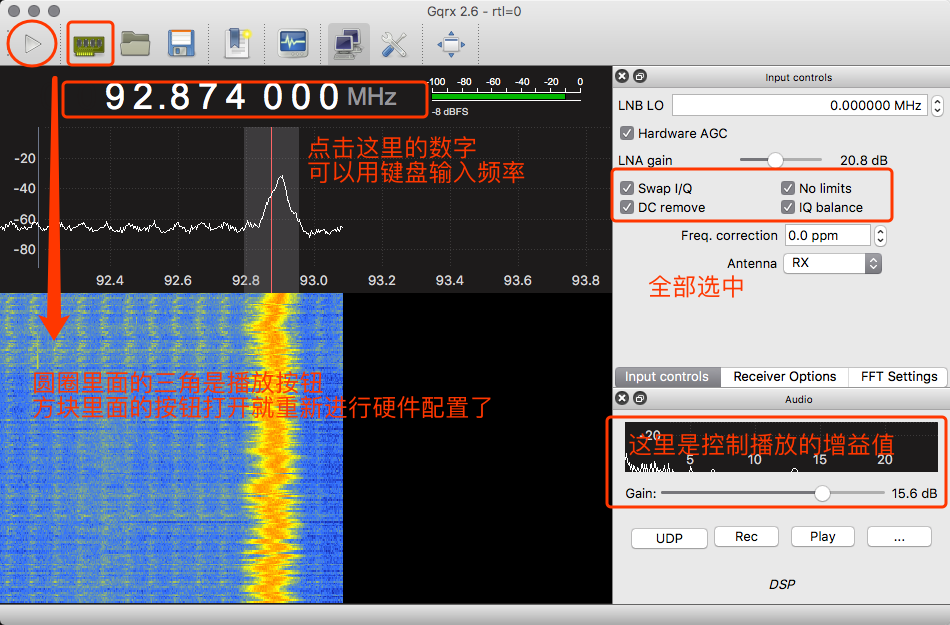 Gqrx 2.6 - rtl=0
92.874 000 MHz
-100 -80 -60 -40 -20 0
-8 dBFS
点击这里的数字
可以用键盘输入频率
-20
-40
-60
-80
92.4 92.6 92.8 93.0 93.2 93.4 93.6 93.8
圆圈里面的三角是播放按钮
方块里面的按钮打开就重新进行硬件配置了
Input controls
LNB LO 0.000000 MHz
Hardware AGC
LNA gain 20.8 dB
Swap I/Q No limits
DC remove IQ balance
Freq. correction 0.0 ppm
Antenna RX
全部选中
Input controls Receiver Options FFT Settings
Audio
-20
这里是控制播放的增益值
5 10 15 20
Gain: 15.6 dB
UDP Rec Play ...
DSP